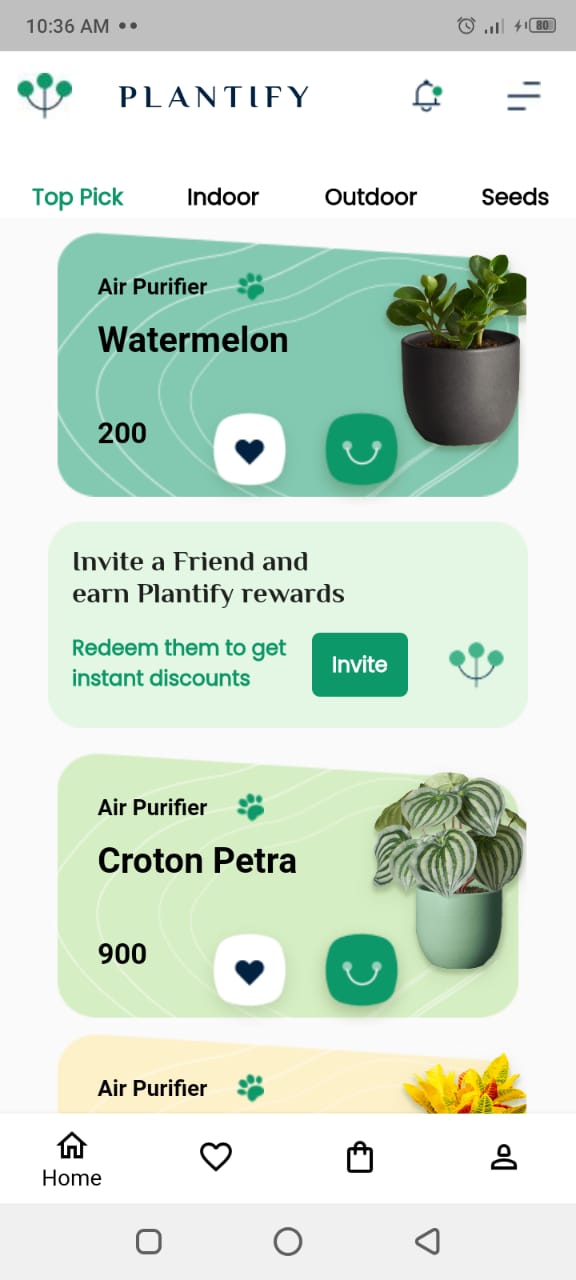 10:36 AM
80
PLANTIFY
Top Pick Indoor Outdoor Seeds
Air Purifier
Watermelon
200
Invite a Friend and
earn Plantify rewards
Redeem them to get
instant discounts
Invite
Air Purifier
Croton Petra
900
Air Purifier
Home